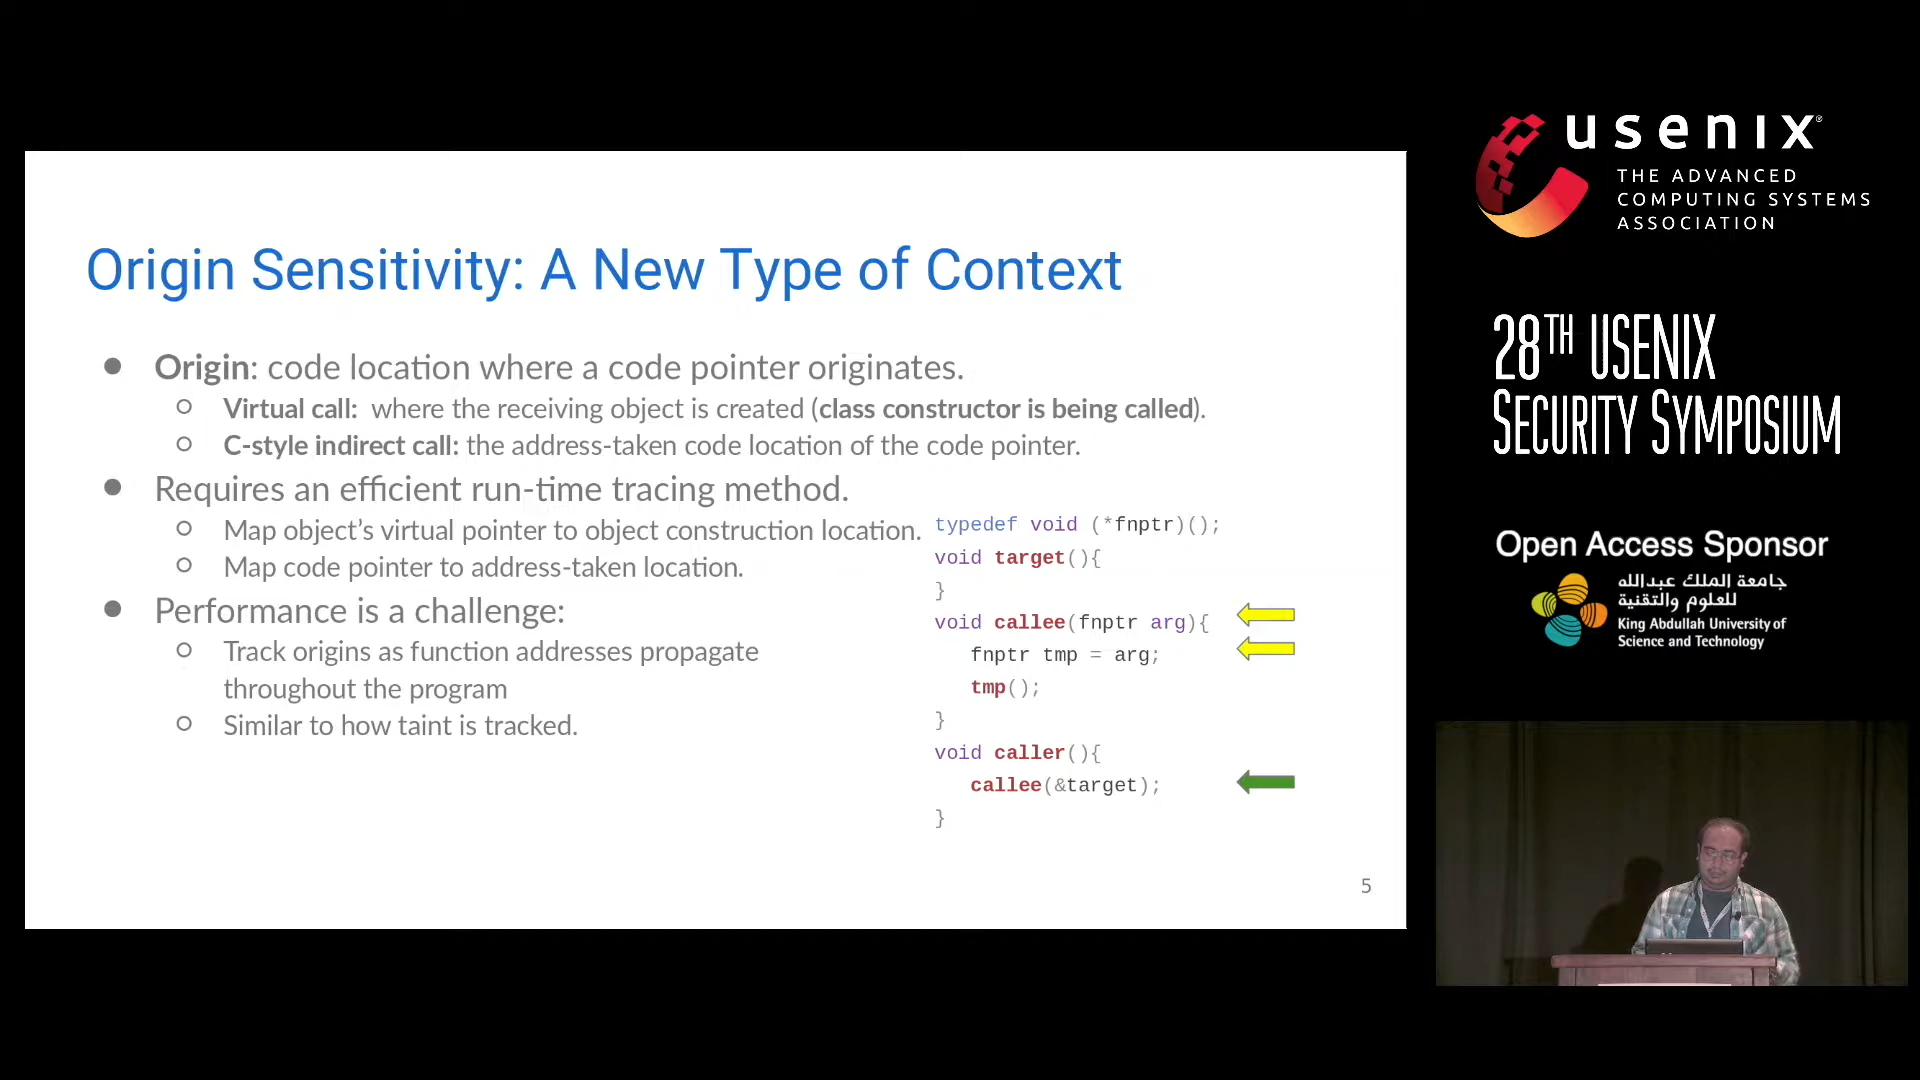 Origin Sensitivity: A New Type of Context
● Origin: code location where a code pointer originates.
○ Virtual call: where the receiving object is created (class constructor is being called).
○ C-style indirect call: the address-taken code location of the code pointer.
● Requires an efficient run-time tracing method.
○ Map object’s virtual pointer to object construction location.
○ Map code pointer to address-taken location.
● Performance is a challenge:
○ Track origins as function addresses propagate
throughout the program
○ Similar to how taint is tracked.
typedef void (*fnptr)();
void target(){
}
void callee(fnptr arg){
fnptr tmp = arg;
tmp();
}
void caller(){
callee(&target);
}
5
usenix®
THE ADVANCED
COMPUTING SYSTEMS
ASSOCIATION
28TH USENIX
SECURITY SYMPOSIUM
Open Access Sponsor
جامعة الملك عبدالله
للعلوم والتقنية
King Abdullah University of
Science and Technology